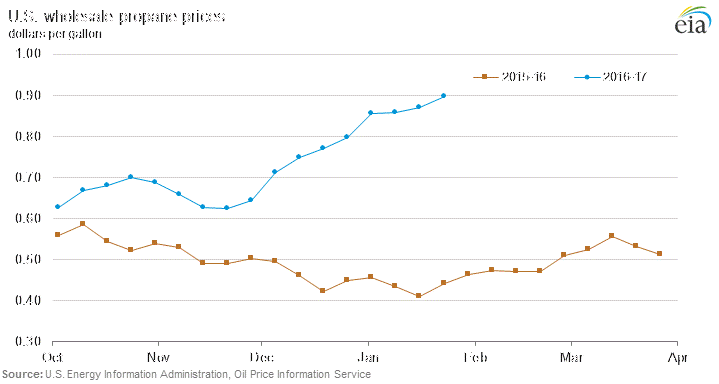 U.S. wholesale propane prices
dollars per gallon
eia
1.00
2015-16
2016-17
0.90
0.80
0.70
0.60
0.50
0.40
0.30
Oct
Nov
Dec
Jan
Feb
Mar
Apr
Source: U.S. Energy Information Administration, Oil Price Information Service